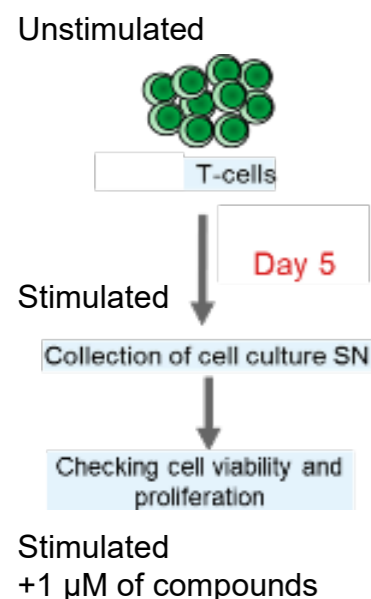 Unstimulated
T-cells
Day 5
Stimulated
Collection of cell culture SN
Checking cell viability and
proliferation
Stimulated
+1 μM of compounds